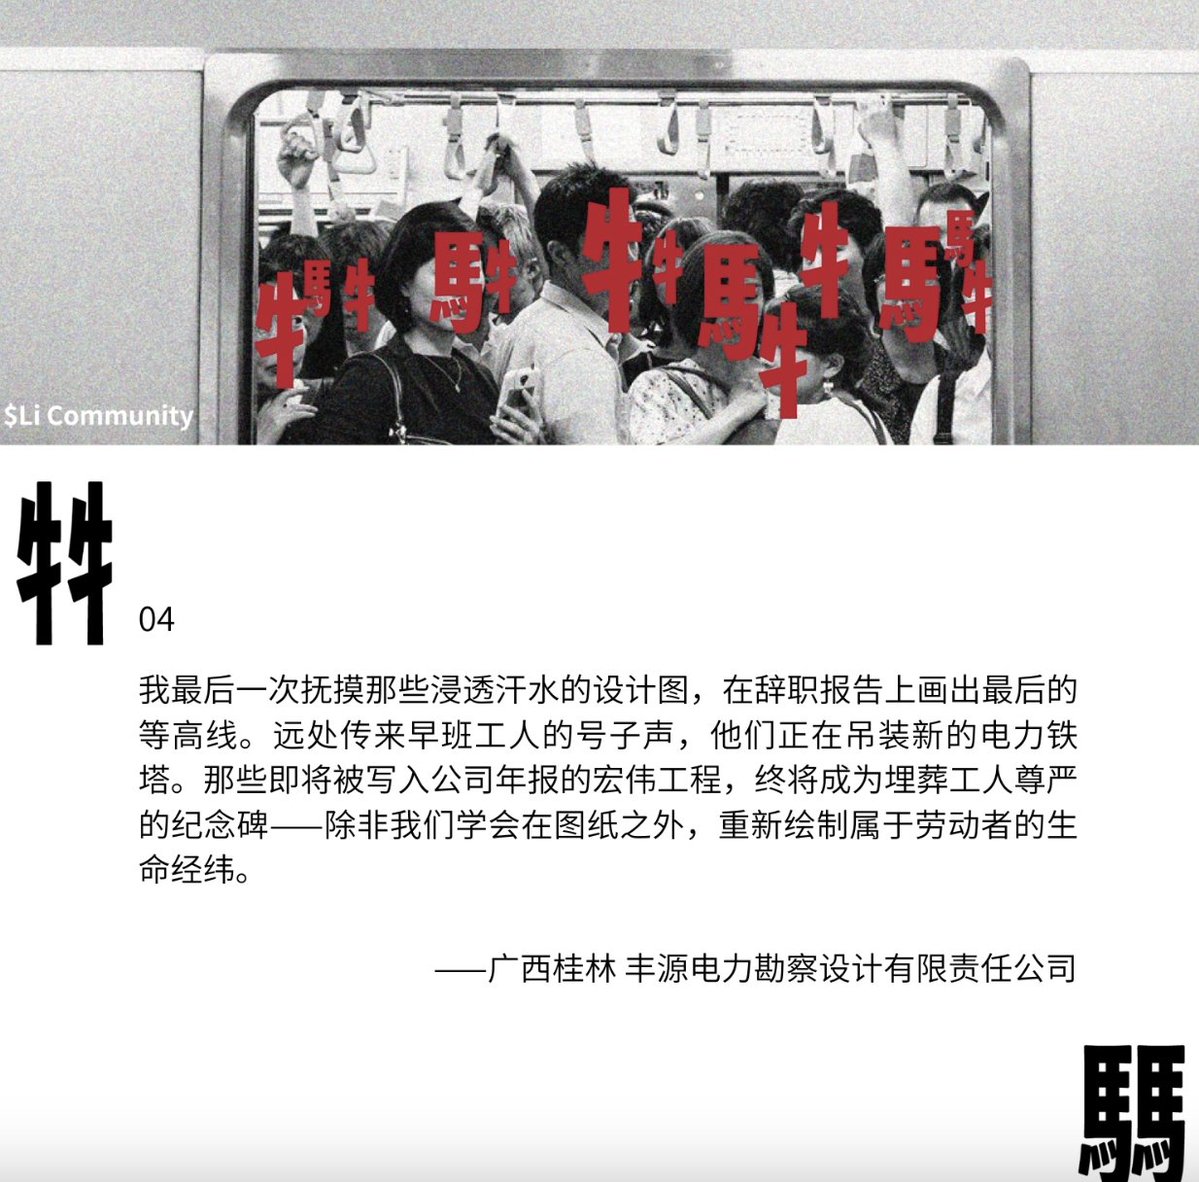 牛 馬 牛 馬 牛 牛 牛 馬 牛 牛 馬 馬 牛
$Li Community
牜牜
04
我最后一次抚摸那些浸透汗水的设计图，在辞职报告上画出最后的
等高线。远处传来早班工人的号子声，他们正在吊装新的电力铁
塔。那些即将被写入公司年报的宏伟工程，终将成为埋葬工人尊严
的纪念碑——除非我们学会在图纸之外，重新绘制属于劳动者的生
命经纬。
——广西桂林 丰源电力勘察设计有限责任公司
馬馬